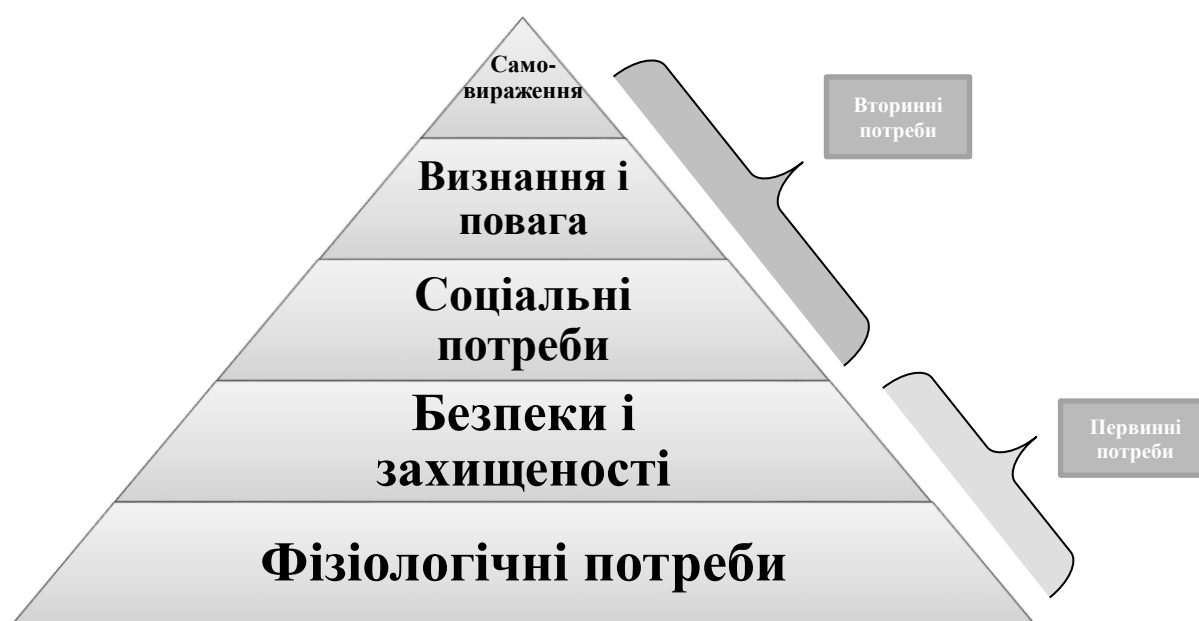 Само-
вираження
Вторинні
потреби
Визнання і
повага
Соціальні
потреби
Безпеки і
захищеності
Первинні
потреби
Фізіологічні потреби